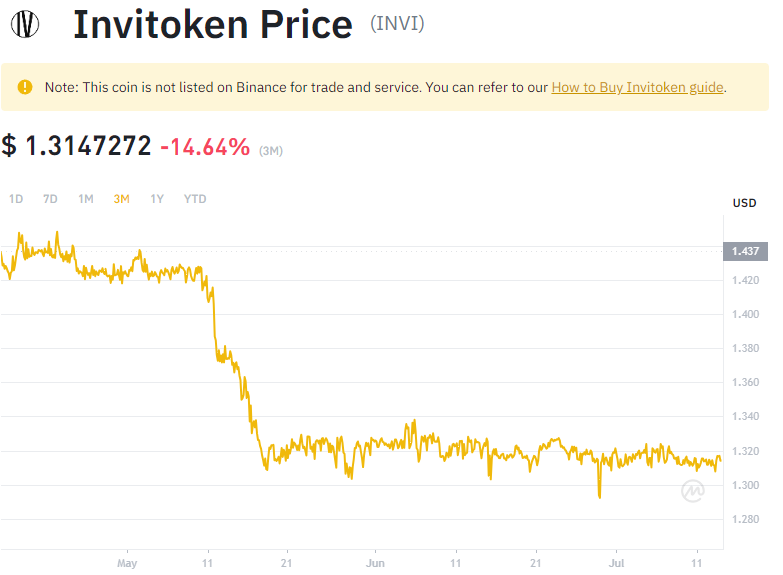 Invitoken Price (INVI)
Note: This coin is not listed on Binance for trade and service. You can refer to our How to Buy Invitoken guide.
$ 1.3147272 -14.64% (3M)
1D 7D 1M 3M 1Y YTD
USD
1.437
1.420
1.400
1.380
1.360
1.340
1.320
1.300
1.280
May 11 21 Jun 11 21 Jul 11